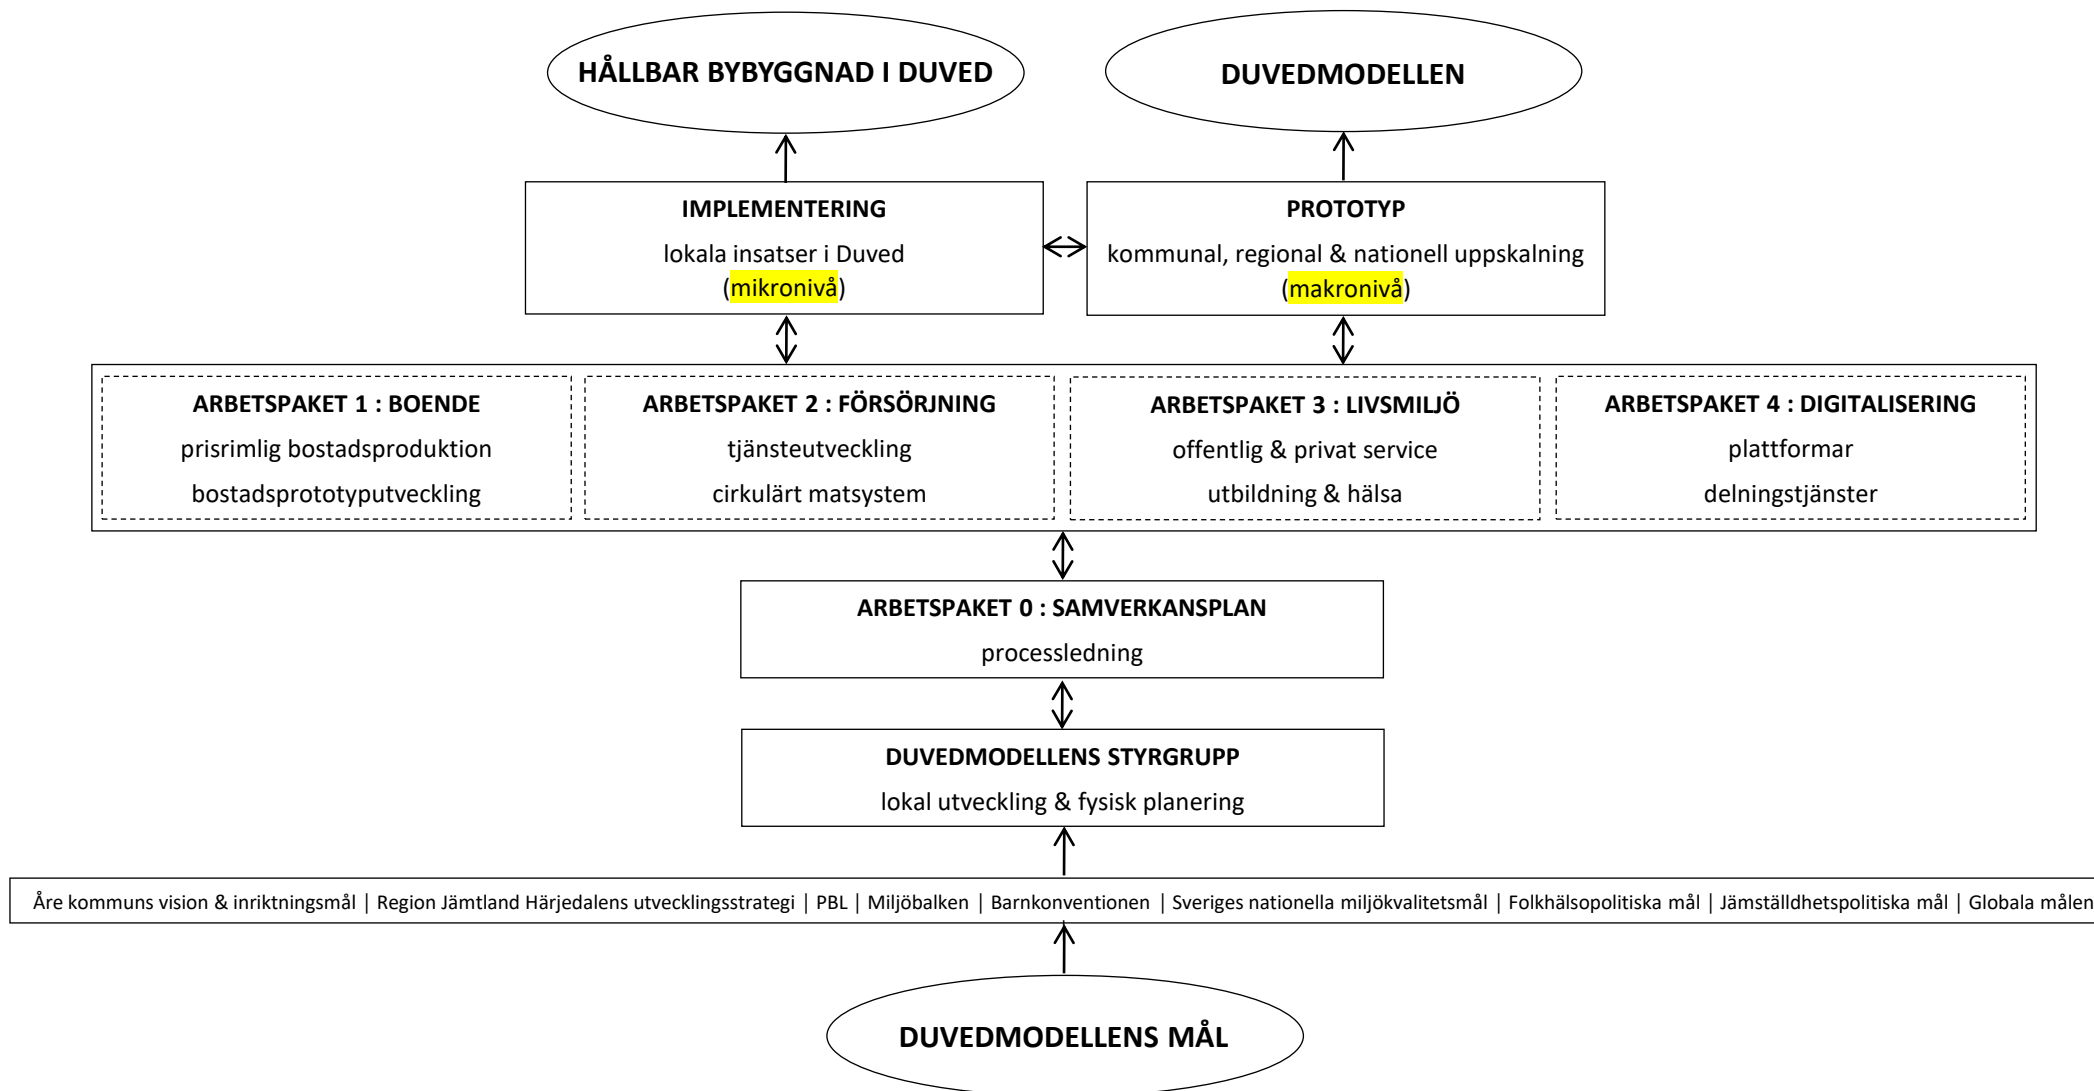 HÅLLBAR BYBYGGNAD I DUVED
DUVEDMODELLEN
IMPLEMENTERING
lokala insatser i Duved
(mikronivå)
PROTOTYP
kommunal, regional & nationell uppskalning
(makronivå)
ARBETSPAKET 1 : BOENDE
prisrimlig bostadsproduktion
bostadsprototyputveckling
ARBETSPAKET 2 : FÖRSÖRJNING
tjänsteutveckling
cirkulärt matsystem
ARBETSPAKET 3 : LIVSMILJÖ
offentlig & privat service
utbildning & hälsa
ARBETSPAKET 4 : DIGITALISERING
plattformar
delningstjänster
ARBETSPAKET 0 : SAMVERKANSPLAN
processledning
DUVEDMODELLENS STYRGRUPP
lokal utveckling & fysisk planering
Åre kommuns vision & inriktningsmål | Region Jämtland Härjedalens utvecklingsstrategi | PBL | Miljöbalken | Barnkonventionen | Sveriges nationella miljökvalitetsmål | Folkhälsopolitiska mål | Jämställdhetspolitiska mål | Globala målen
DUVEDMODELLENS MÅL